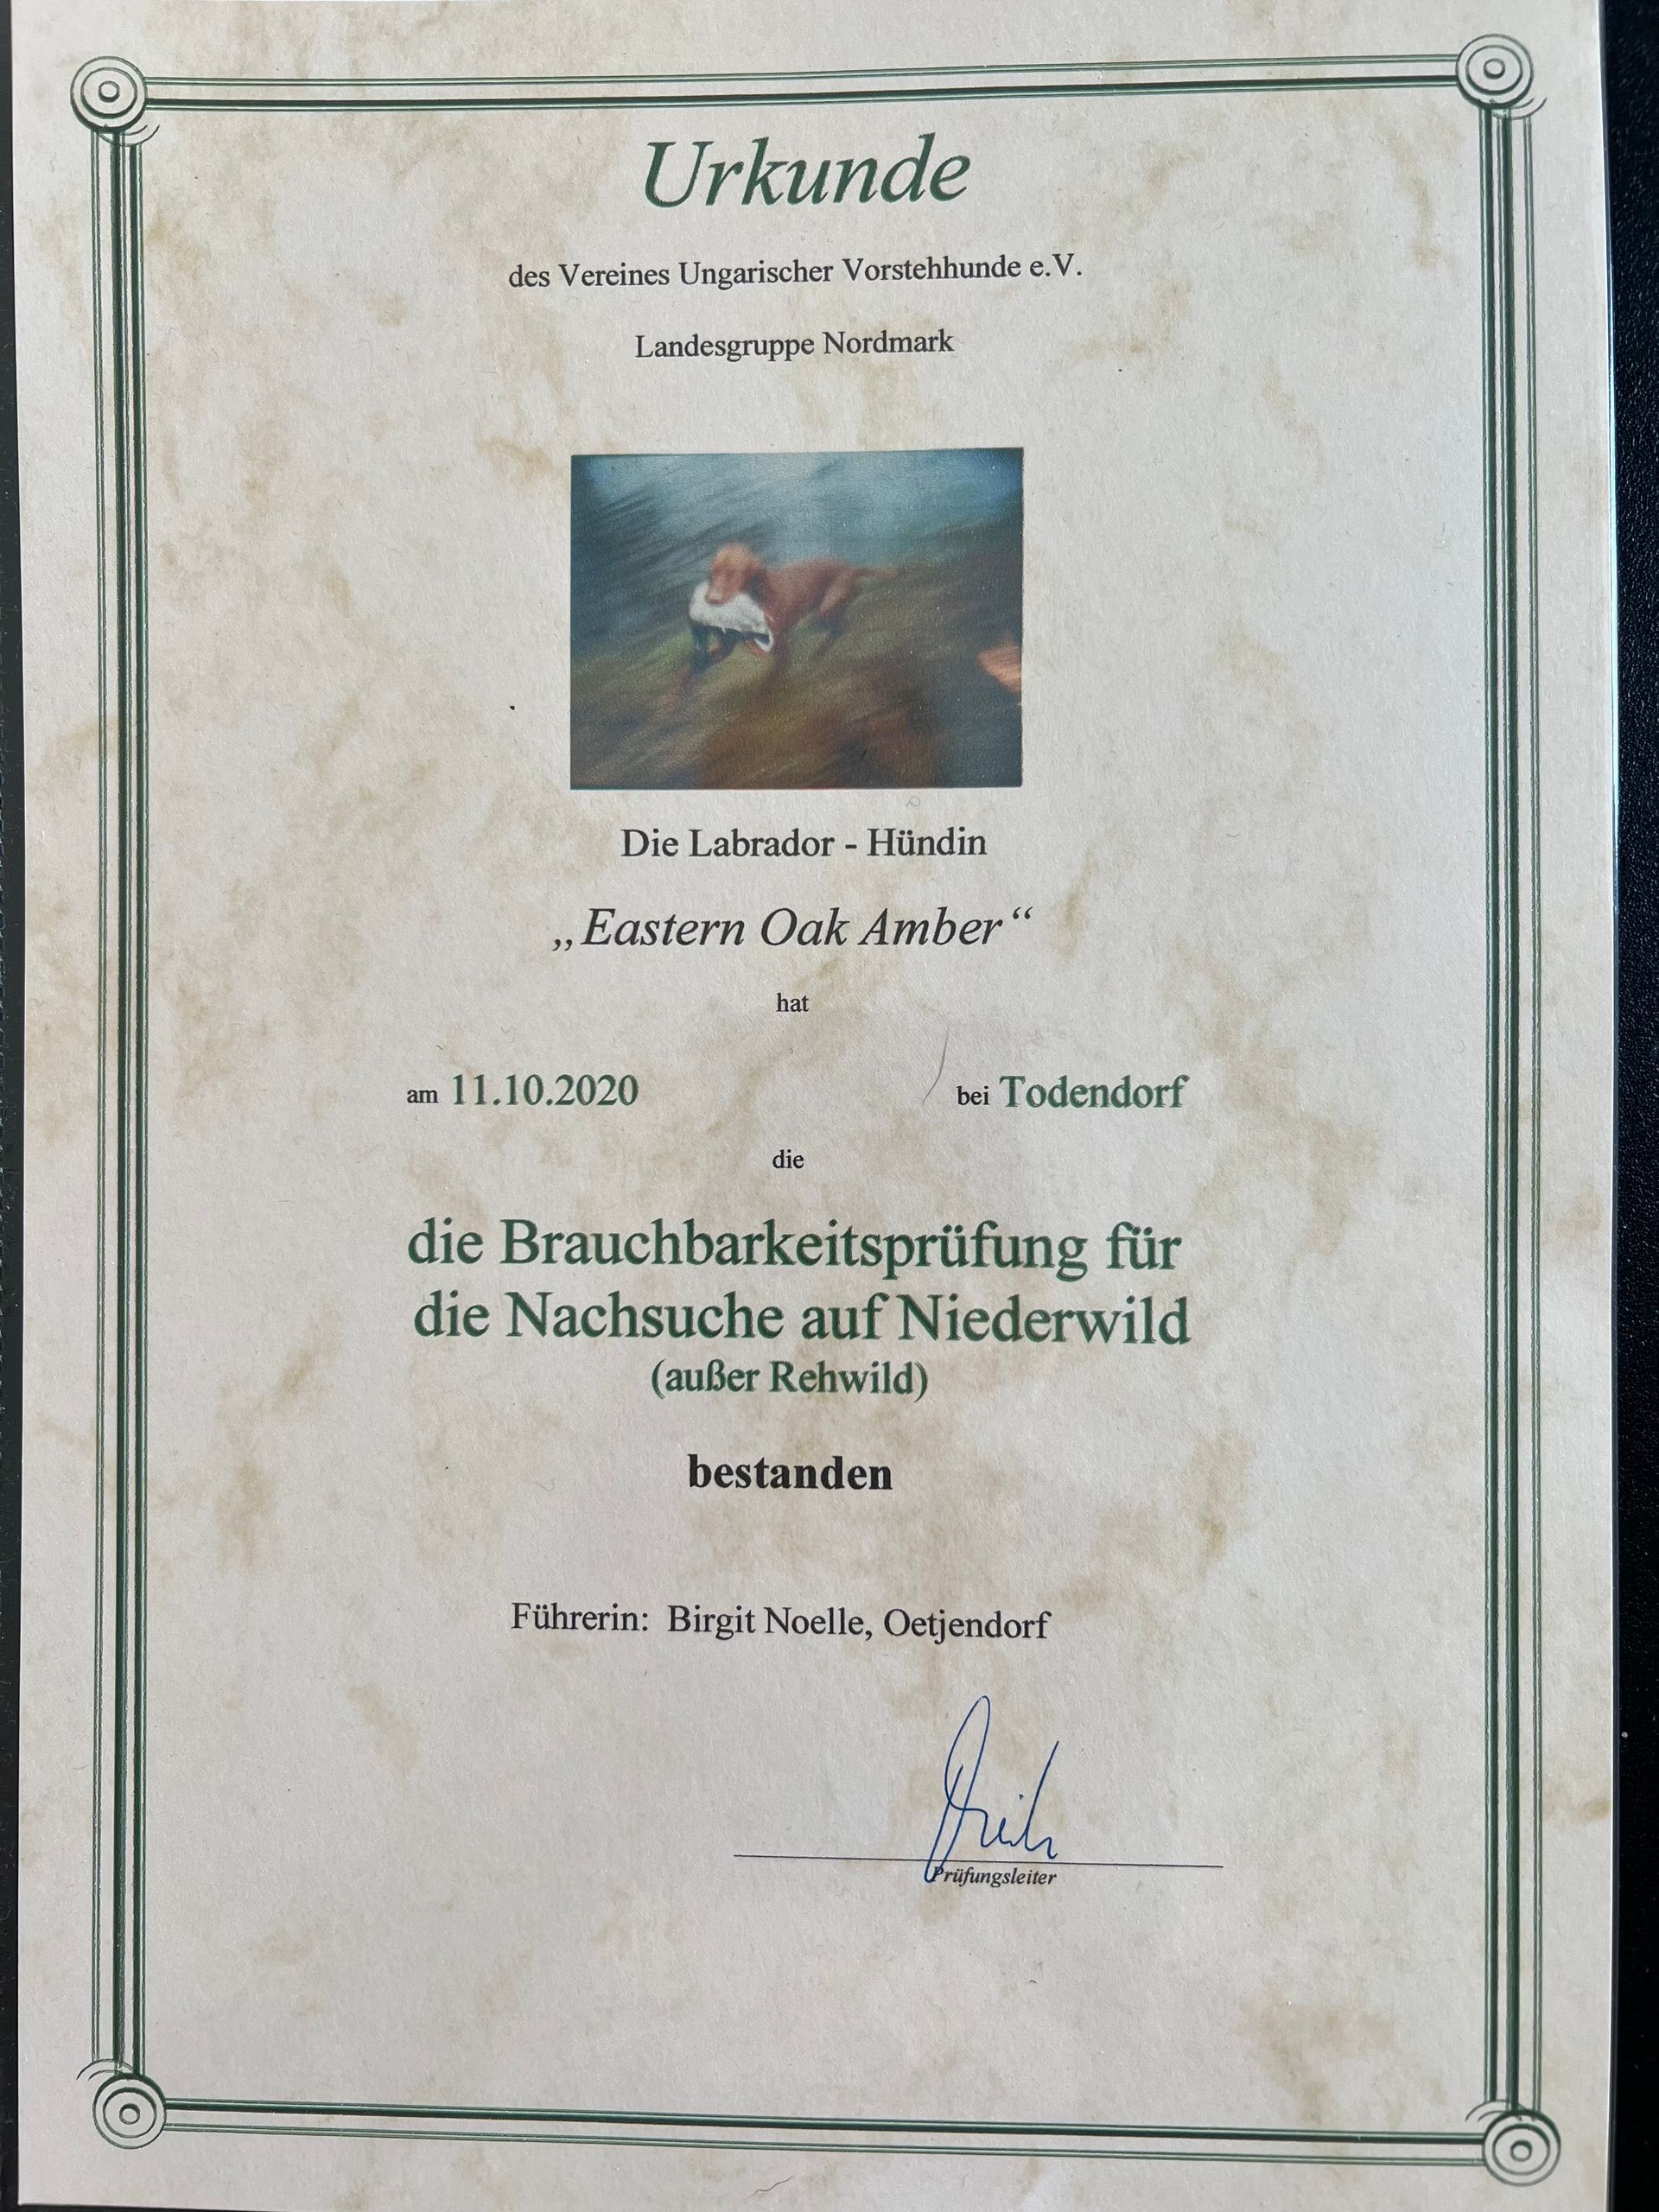 Urkunde
des Vereines Ungarischer Vorstehhunde e.V.
Landesgruppe Nordmark
Die Labrador - Hündin
„Eastern Oak Amber“
hat
am 11.10.2020 bei Todendorf
die
die Brauchbarkeitsprüfung für
die Nachsuche auf Niederwild
(außer Rehwild)
bestanden
Führerin: Birgit Noelle, Oetjendorf
Prüfungsleiter